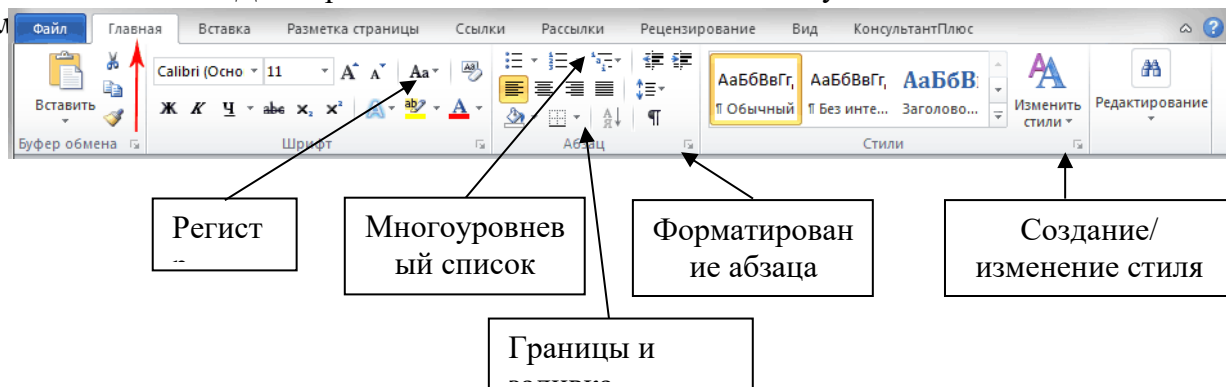 Файл Главная Вставка Разметка страницы Ссылки Рассылки Рецензирование Вид КонсультантПлюс
Calibri (Осно 11 Аа
Вставить Ж К Ч abc x₂ x² ab А
АаБбВвГг, АаБбВвГг, АаБбВ
¶ Обычный ¶ Без инте... Заголово...
Изменить стили
Редактирование
Буфер обмена Шрифт Абзац Стили
Регист
Многоуровнев
ый список
Форматирован
ие абзаца
Создание/
изменение стиля
Границы и